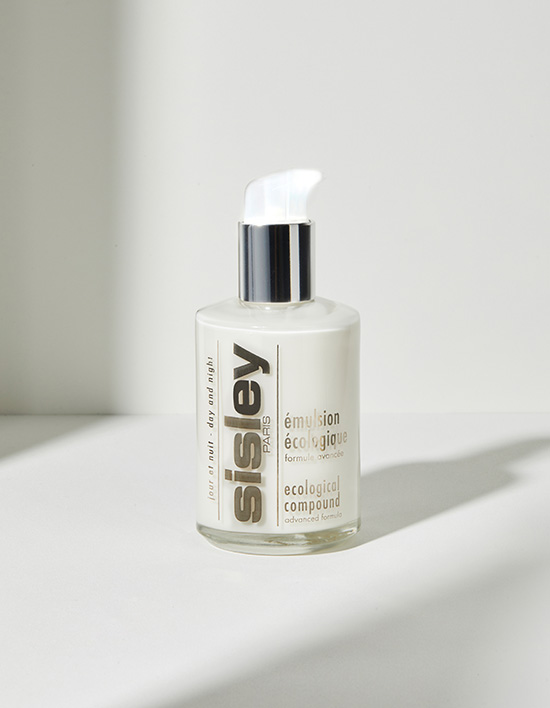 jour et nuit - day and night
sisley
PARIS
émulsion
écologique
formule avancée
ecological
compound
advanced formula